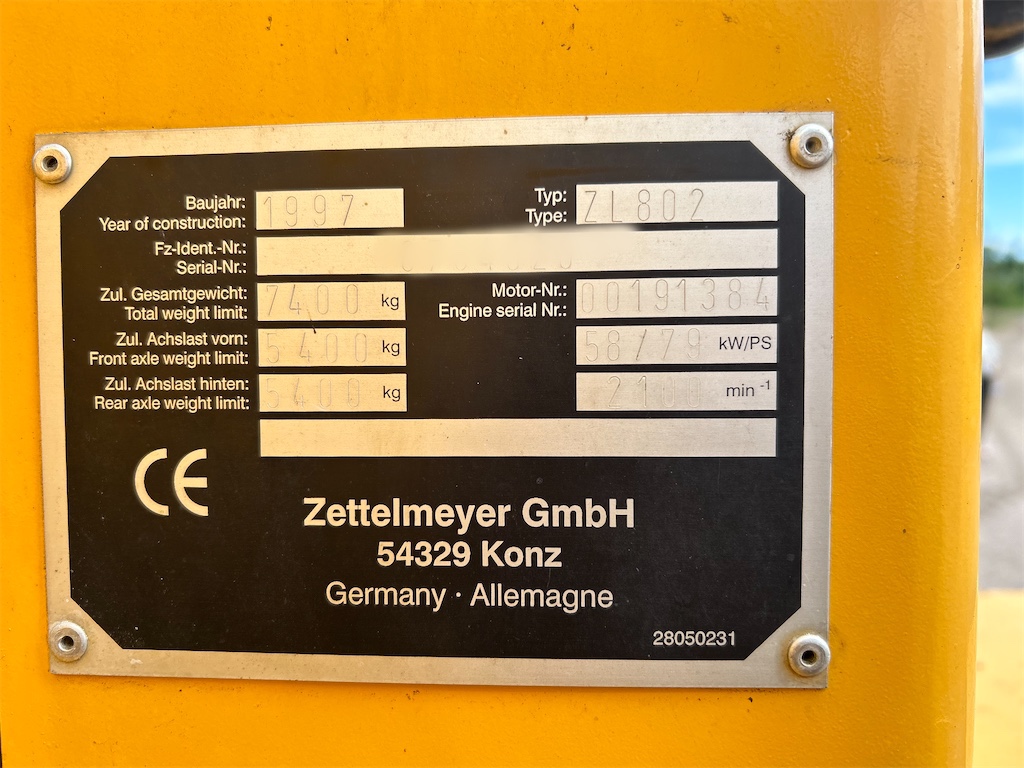 Baujahr: 1997 Typ: ZL802
Year of construction: Type:
Fz-Ident.-Nr.:
Serial-Nr.:
Zul. Gesamtgewicht: 7400 kg Motor-Nr.: 00191384
Total weight limit: Engine serial Nr.:
Zul. Achslast vorn: 5400 kg 58/79 kW/PS
Front axle weight limit:
Zul. Achslast hinten: 5400 kg 2100 min -1
Rear axle weight limit:
CE
Zettelmeyer GmbH
54329 Konz
Germany · Allemagne
28050231